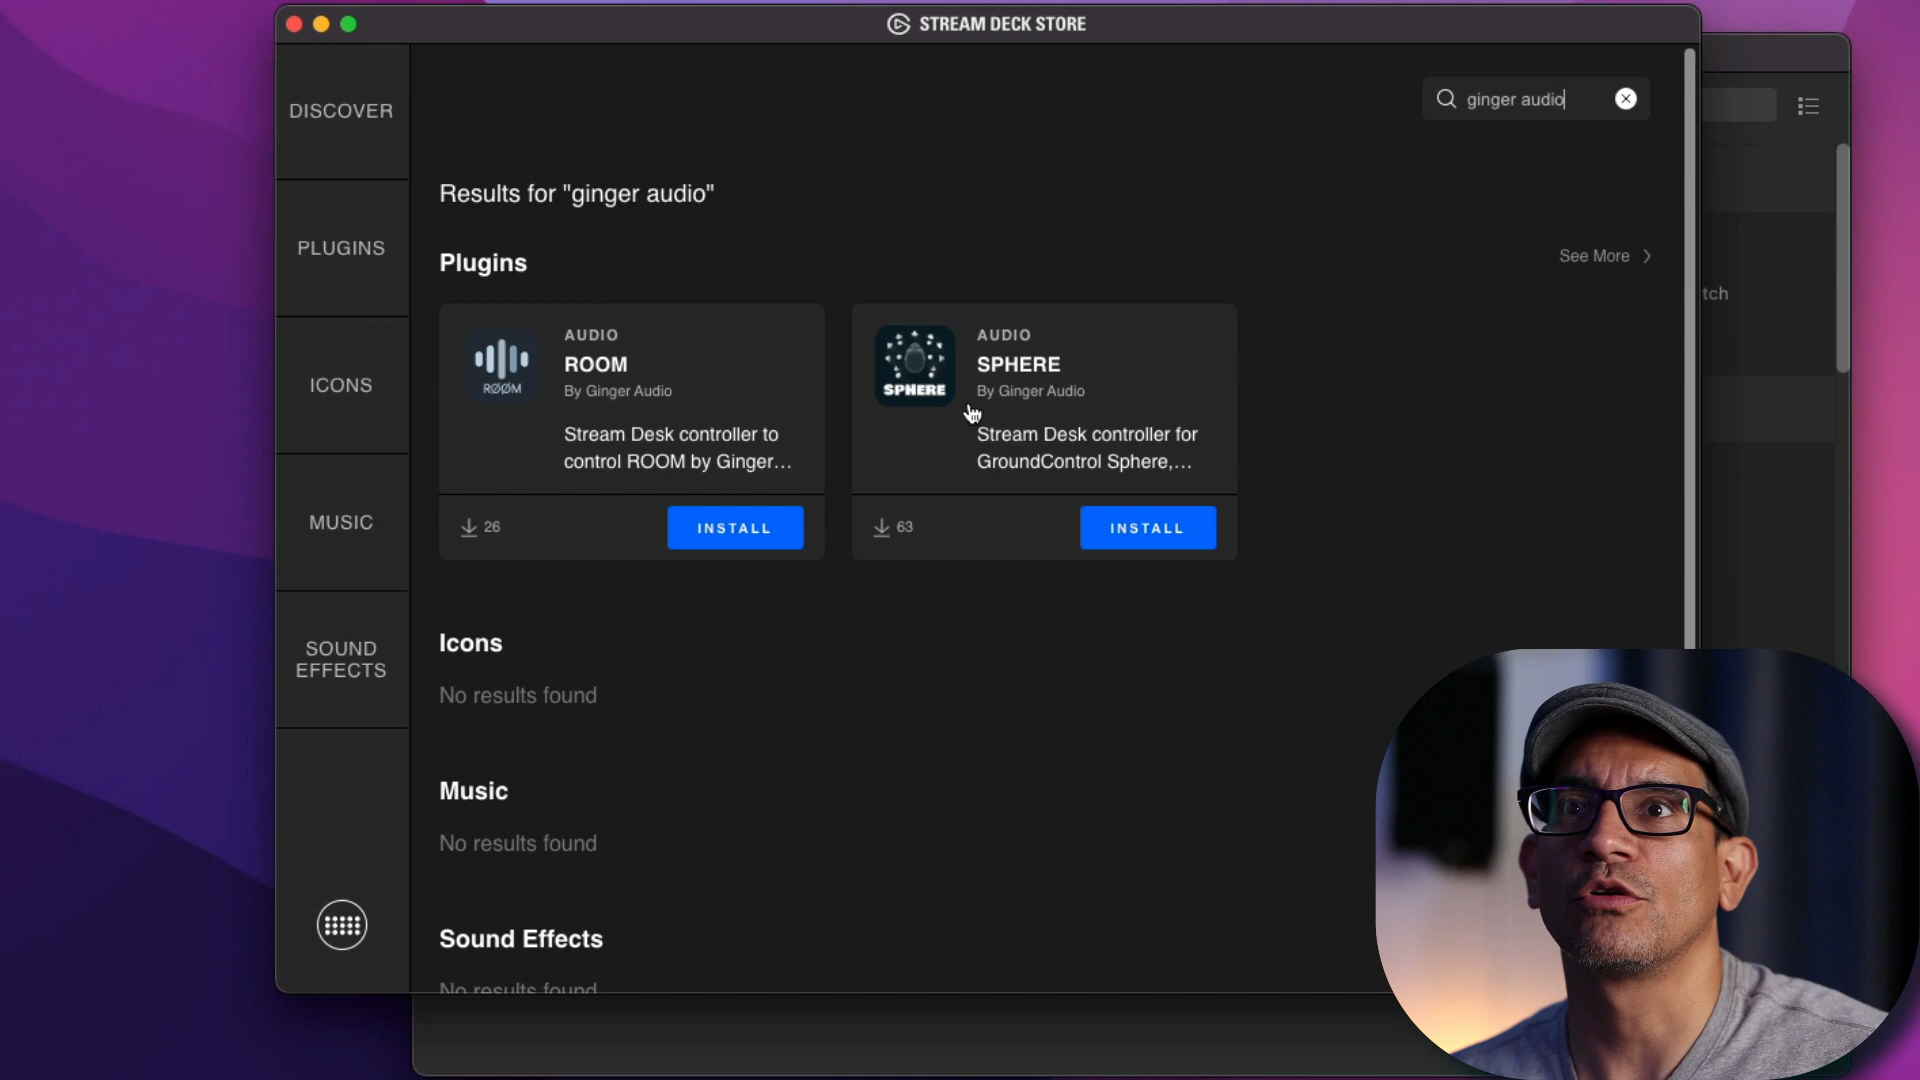 STREAM DECK STORE
DISCOVER
PLUGINS
ICONS
MUSIC
SOUND
EFFECTS
ginger audio
Results for "ginger audio"
Plugins
See More
RØØM
AUDIO
ROOM
By Ginger Audio
Stream Desk controller to
control ROOM by Ginger...
26
INSTALL
SPHERE
AUDIO
SPHERE
By Ginger Audio
Stream Desk controller for
GroundControl Sphere,...
63
INSTALL
Icons
No results found
Music
No results found
Sound Effects
No results found
tch